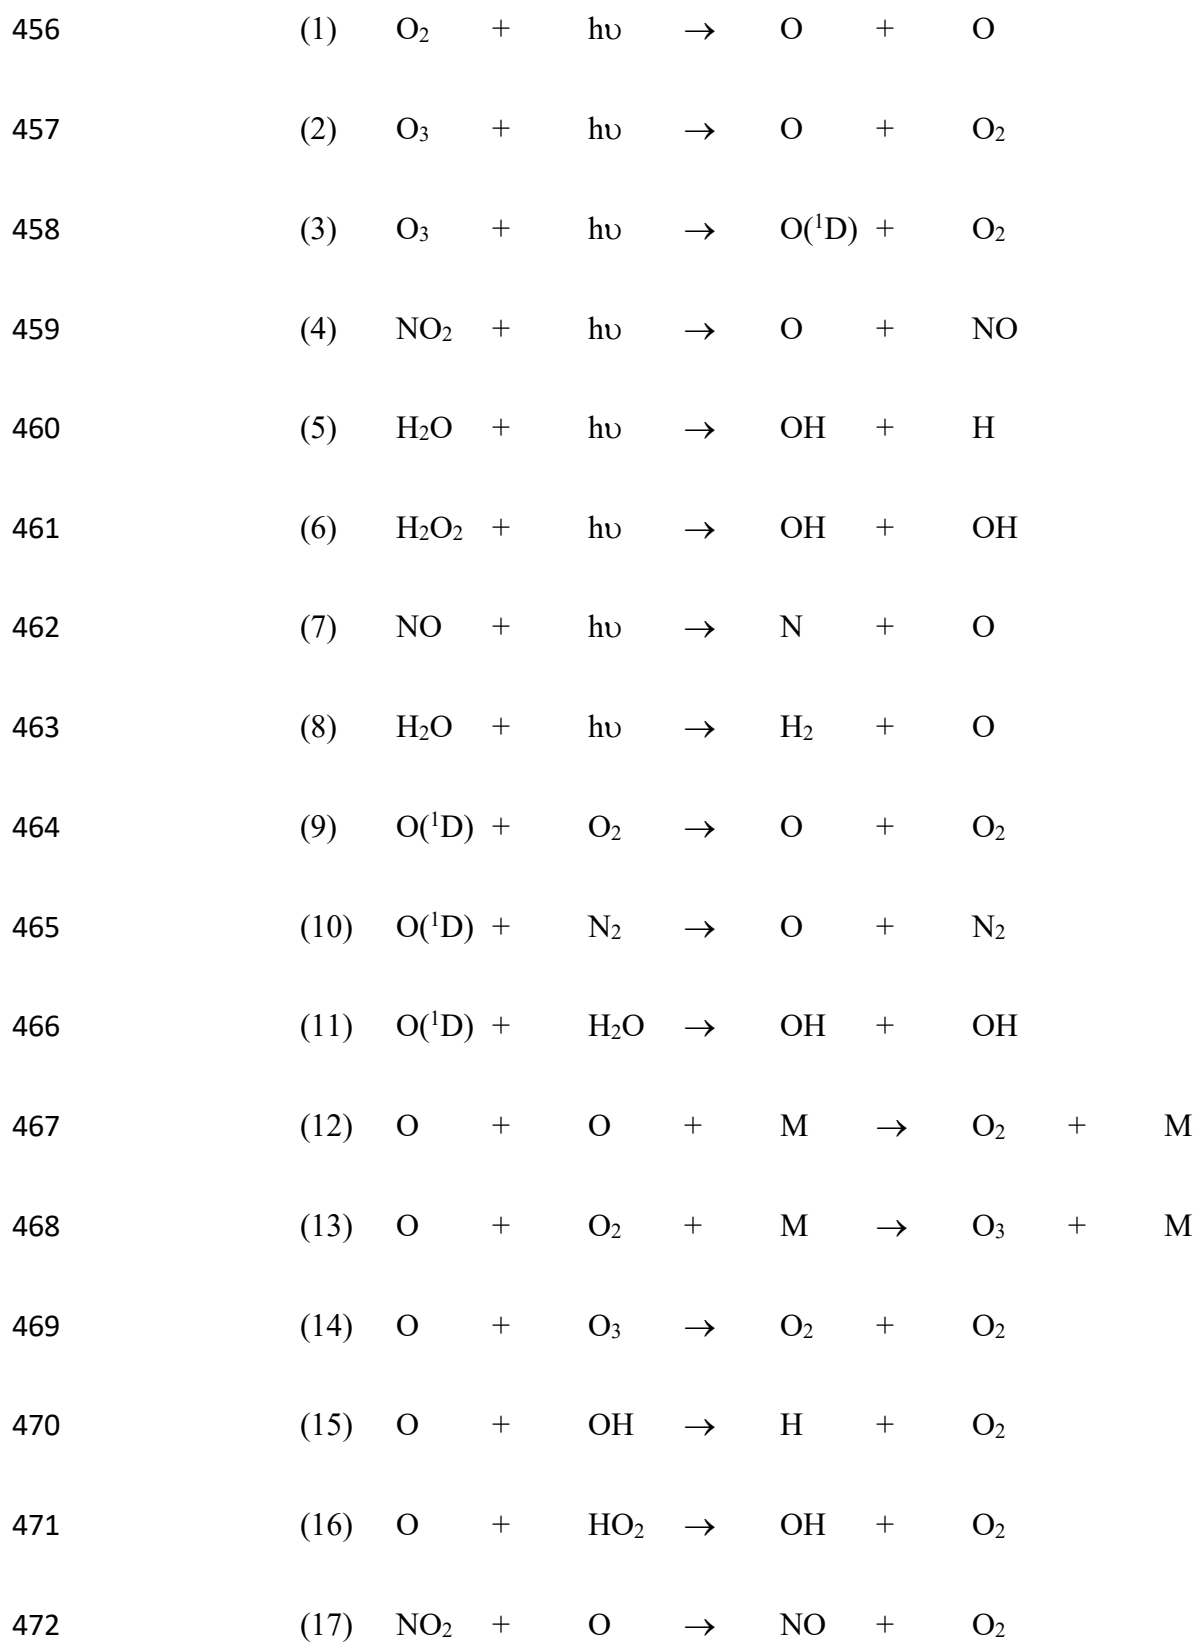 456 (1) O₂ + hυ → O + O
457 (2) O₃ + hυ → O + O₂
458 (3) O₃ + hυ → O(¹D) + O₂
459 (4) NO₂ + hυ → O + NO
460 (5) H₂O + hυ → OH + H
461 (6) H₂O₂ + hυ → OH + OH
462 (7) NO + hυ → N + O
463 (8) H₂O + hυ → H₂ + O
464 (9) O(¹D) + O₂ → O + O₂
465 (10) O(¹D) + N₂ → O + N₂
466 (11) O(¹D) + H₂O → OH + OH
467 (12) O + O + M → O₂ + M
468 (13) O + O₂ + M → O₃ + M
469 (14) O + O₃ → O₂ + O₂
470 (15) O + OH → H + O₂
471 (16) O + HO₂ → OH + O₂
472 (17) NO₂ + O → NO + O₂